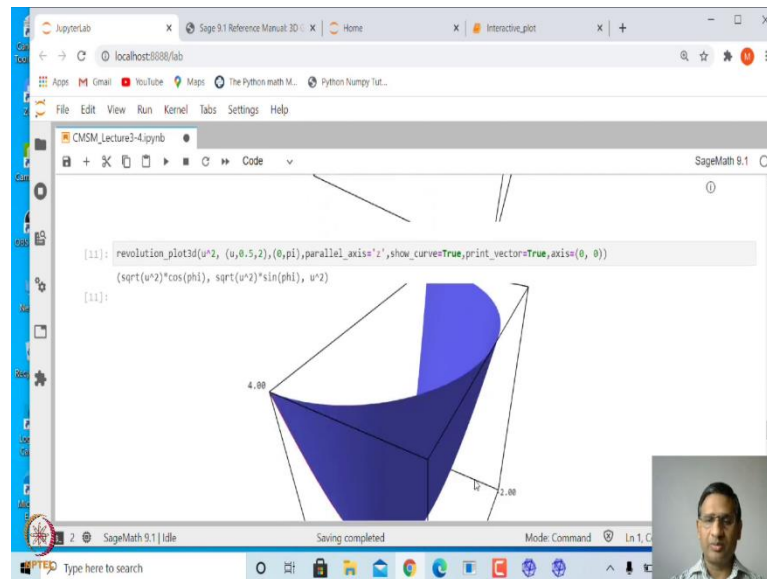 JupyterLab
Sage 9.1 Reference Manual: 3D G
Home
Interactive_plot
localhost:8888/lab
Apps Gmail YouTube Maps The Python math M... Python Numpy Tut...
File Edit View Run Kernel Tabs Settings Help
CMSM_Lecture3-4.ipynb
Code
SageMath 9.1
[11]: revolution_plot3d(u^2, (u,0.5,2),(0,pi),parallel_axis='z',show_curve=True,print_vector=True,axis=(0, 0))
(sqrt(u^2)*cos(phi), sqrt(u^2)*sin(phi), u^2)
[11]:
4.00
-2.00
2 SageMath 9.1 | Idle Saving completed Mode: Command Ln 1, C
Type here to search